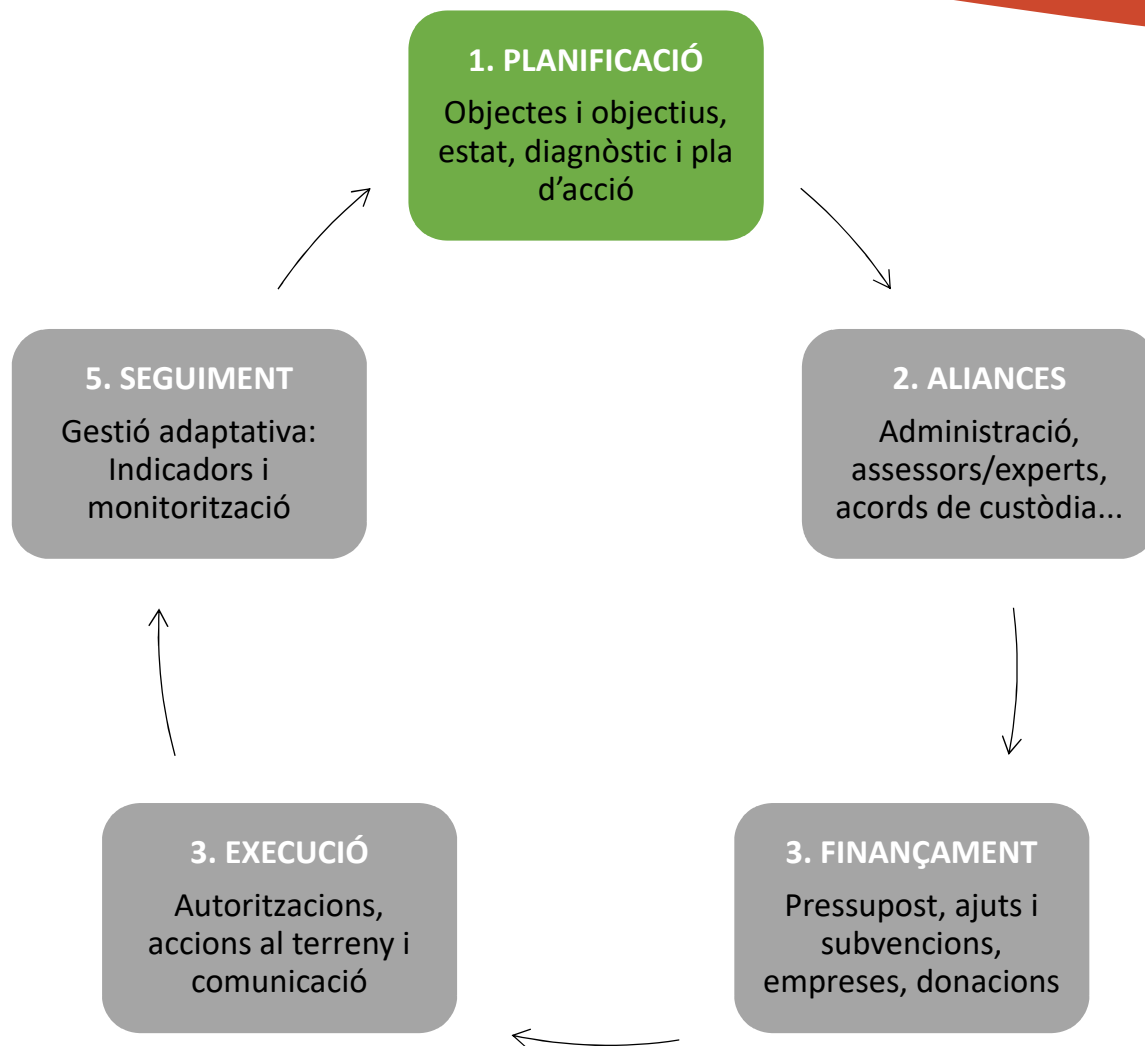 1. PLANIFICACIÓ
Objectes i objectius,
estat, diagnòstic i pla
d’acció
5. SEGUIMENT
Gestió adaptativa:
Indicadors i
monitorització
2. ALIANCES
Administració,
assessors/experts,
acords de custòdia...
3. EXECUCIÓ
Autoritzacions,
accions al terreny i
comunicació
3. FINANÇAMENT
Pressupost, ajuts i
subvencions,
empreses, donacions